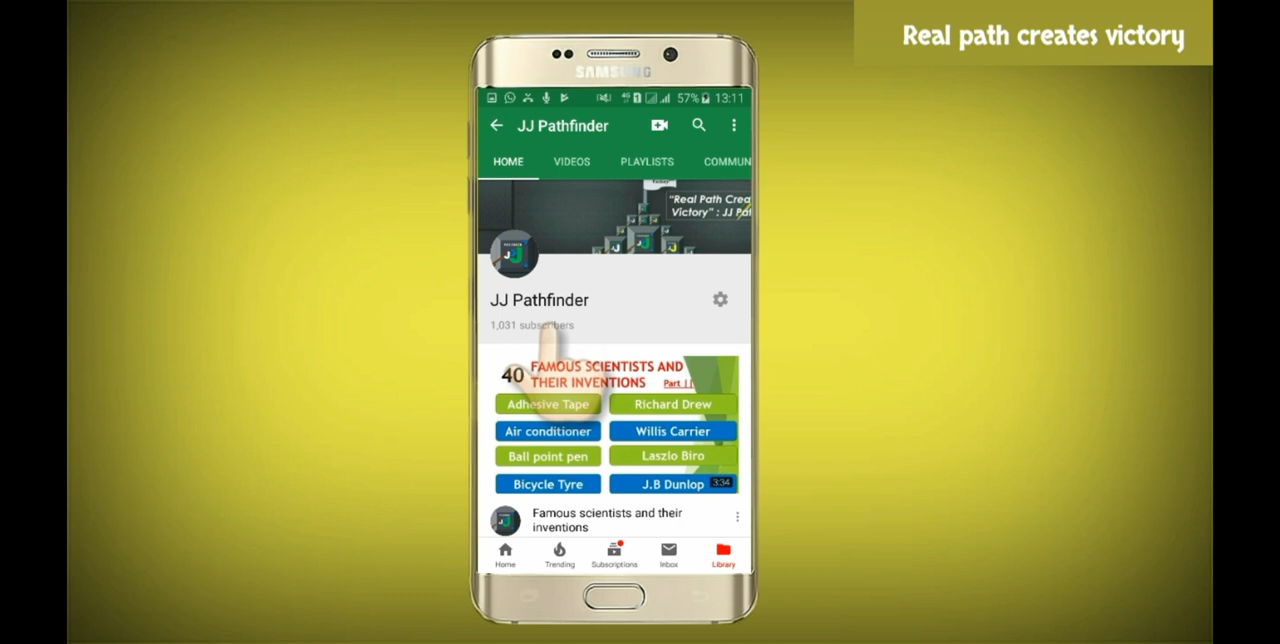 Real path creates victory
SAMSUNG
57% 13:11
JJ Pathfinder
HOME VIDEOS PLAYLISTS COMMUN
"Real Path Crea
Victory" : JJ Pat
JJ Pathfinder
1,031 subscribers
40 FAMOUS SCIENTISTS AND
THEIR INVENTIONS Part II
Adhesive Tape Richard Drew
Air conditioner Willis Carrier
Ball point pen Laszlo Biro
Bicycle Tyre J.B Dunlop 3:34
Famous scientists and their
inventions
Home Trending Subscriptions Inbox Library